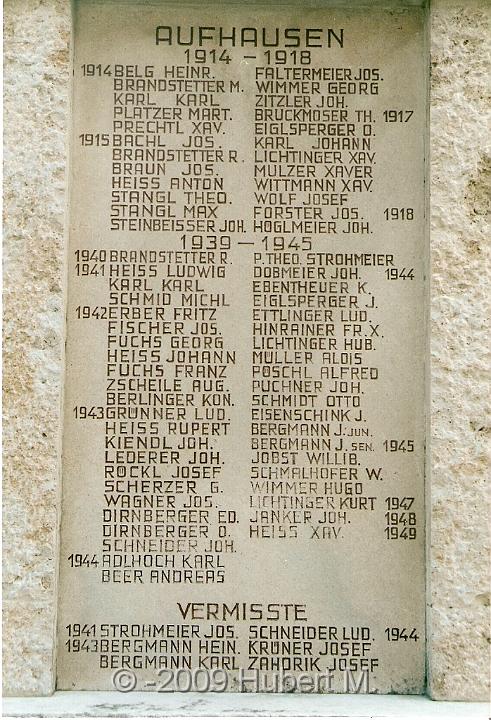 AUFHAUSEN
1914 – 1918
1914 BELG HEINR. FALTERMEIER JOS.
BRANDSTETTER M. WIMMER GEORG
KARL KARL ZITZLER JOH.
PLATZER MART. BRUCKMOSER TH. 1917
PRECHTL XAV. EIGLSPERGER O.
1915 BACHL JOS. KARL JOHANN
BRANDSTETTER R. LICHTINGER XAV.
BRAUN JOS. MULZER XAVER
HEISS ANTON WITTMANN XAV.
STANGL THEO. WOLF JOSEF
STANGL MAX FORSTER JOS. 1918
STEINBEISSER JOH. HOGLMEIER JOH.
1939 – 1945
1940 BRANDSTETTER R. P. THEO. STROHMEIER
1941 HEISS LUDWIG DOBMEIER JOH. 1944
KARL KARL EBENTHEUER K.
SCHMID MICHL EIGLSPERGER J.
1942 ERBER FRITZ ETTLINGER LUD.
FISCHER JOS. HINRAINER FR. X.
FUCHS GEORG LICHTINGER HUB.
HEISS JOHANN MÜLLER ALOIS
FUCHS FRANZ PÖSCHL ALFRED
ZSCHEILE AUG. PUCHNER JOH.
BERLINGER KON. SCHMIDT OTTO
1943 GRÜNNER LUD. EISENSCHINK J.
HEISS RUPERT BERGMANN J. JUN.
KIENDL JOH. BERGMANN J. SEN. 1945
LEDERER JOH. JOBST WILLIB.
RÖCKL JOSEF SCHMALHOFER W.
SCHERZER G. WIMMER HUGO
WAGNER JOS. LICHTINGER KURT 1947
DIRNBERGER ED. JANKER JOH. 1948
DIRNBERGER O. HEISS XAV. 1949
SCHNEIDER JOH.
1944 ADLHOCH KARL
BEER ANDREAS
VERMISSTE
1941 STROHMEIER JOS. SCHNEIDER LUD. 1944
1943 BERGMANN HEIN. KRÜNER JOSEF
BERGMANN KARL ZAHORIK JOSEF
© -2009 Hubert M.